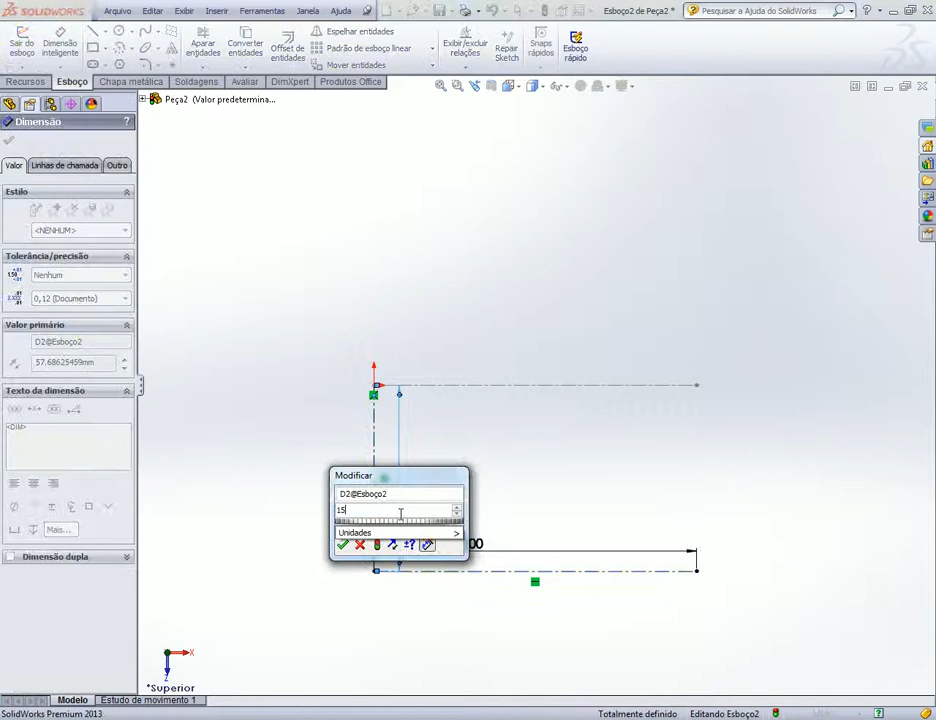 SOLIDWORKS
Arquivo Editar Exibir Inserir Ferramentas Janela Ajuda
Esboço2 de Peça2 *
Pesquisar a Ajuda do SolidWorks
Sair do esboço
Dimensão inteligente
Aparar entidades
Converter entidades
Offset de entidades
Espelhar entidades
Padrão de esboço linear
Mover entidades
Exibir/excluir relações
Reparar Sketch
Snaps rápidos
Esboço rápido
Recursos Esboço Chapa metálica Soldagens Avaliar DimXpert Produtos Office
Peça2 (Valor predetermina...
Dimensão ?
Valor Linhas de chamada Outro
Estilo
<NENHUM>
Tolerância/precisão
Nenhum
0,12 (Documento)
Valor primário
D2@Esboço2
57.68625459mm
Texto da dimensão
<DIM>
Mais...
Dimensão dupla
Modificar
D2@Esboço2
15
Unidades >
±?
00
X
Z
*Superior
Modelo Estudo de movimento 1
SolidWorks Premium 2013
Totalmente definido Editando Esboço2